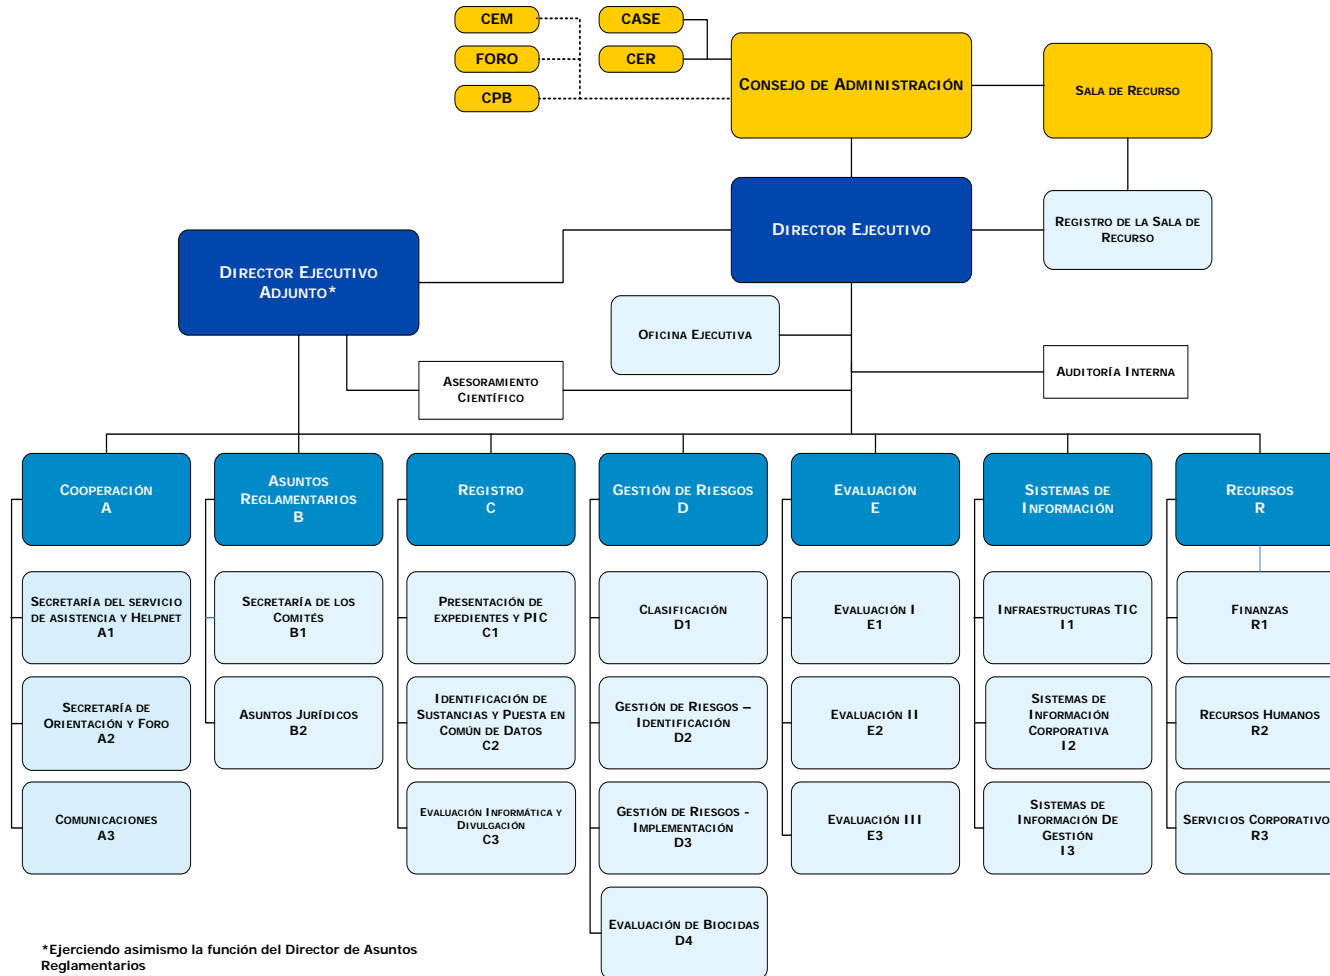 CEM
CASE
FORO
CER
CPB
CONSEJO DE ADMINISTRACIÓN
SALA DE RECURSO
DIRECTOR EJECUTIVO
REGISTRO DE LA SALA DE
RECURSO
DIRECTOR EJECUTIVO
ADJUNTO*
OFICINA EJECUTIVA
ASESORAMIENTO
CIENTÍFICO
AUDITORÍA INTERNA
COOPERACIÓN
A
ASUNTOS
REGLAMENTARIOS
B
REGISTRO
C
GESTIÓN DE RIESGOS
D
EVALUACIÓN
E
SISTEMAS DE
INFORMACIÓN
RECURSOS
R
SECRETARÍA DEL SERVICIO
DE ASISTENCIA Y HELPNET
A1
SECRETARÍA DE LOS
COMITÉS
B1
PRESENTACIÓN DE
EXPEDIENTES Y PIC
C1
CLASIFICACIÓN
D1
EVALUACIÓN I
E1
INFRAESTRUCTURAS TIC
I1
FINANZAS
R1
SECRETARÍA DE
ORIENTACIÓN Y FORO
A2
ASUNTOS JURÍDICOS
B2
IDENTIFICACIÓN DE
SUSTANCIAS Y PUESTA EN
COMÚN DE DATOS
C2
GESTIÓN DE RIESGOS –
IDENTIFICACIÓN
D2
EVALUACIÓN II
E2
SISTEMAS DE
INFORMACIÓN
CORPORATIVA
I2
RECURSOS HUMANOS
R2
COMUNICACIONES
A3
EVALUACIÓN INFORMÁTICA Y
DIVULGACIÓN
C3
GESTIÓN DE RIESGOS -
IMPLEMENTACIÓN
D3
EVALUACIÓN III
E3
SISTEMAS DE
INFORMACIÓN DE
GESTIÓN
I3
SERVICIOS CORPORATIVO
R3
EVALUACIÓN DE BIOCIDAS
D4
*Ejerciendo asimismo la función del Director de Asuntos
Reglamentarios